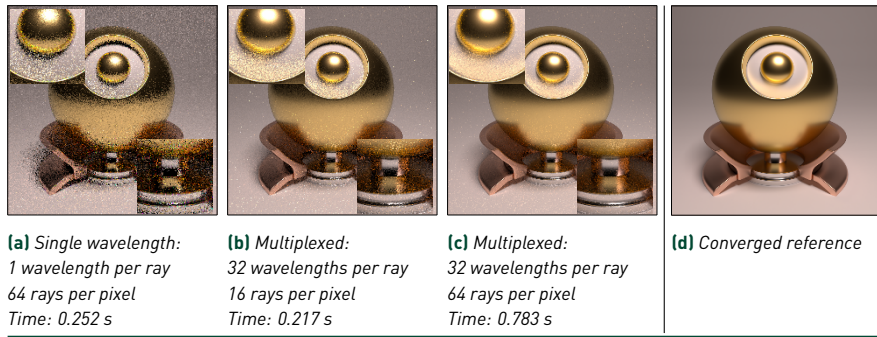 (a) Single wavelength:
1 wavelength per ray
64 rays per pixel
Time: 0.252 s
(b) Multiplexed:
32 wavelengths per ray
16 rays per pixel
Time: 0.217 s
(c) Multiplexed:
32 wavelengths per ray
64 rays per pixel
Time: 0.783 s
(d) Converged reference